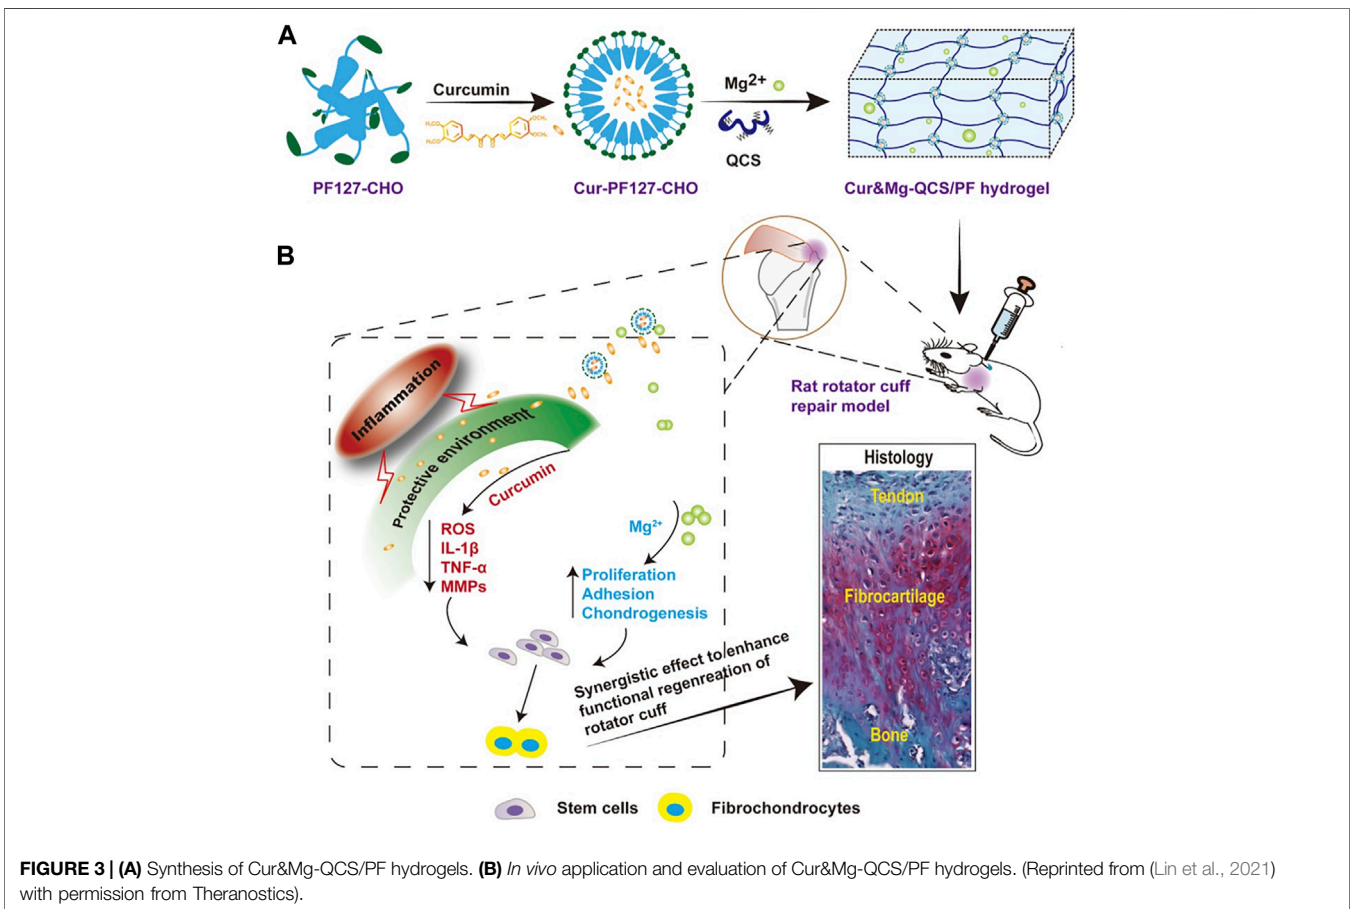 A
Curcumin
H₃CO
H₃CO
OCH₃
OCH₃
Mg2+
QCS
PF127-CHO
Cur-PF127-CHO
Cur&Mg-QCS/PF hydrogel
B
Inflammation
Protective environment
Curcumin
ROS
IL-1β
TNF-α
MMPs
Mg²⁺
Proliferation
Adhesion
Chondrogenesis
Synergistic effect to enhance
functional regenreation of
rotator cuff
Rat rotator cuff
repair model
Histology
Tendon
Fibrocartilage
Bone
Stem cells
Fibrochondrocytes
FIGURE 3 | (A) Synthesis of Cur&Mg-QCS/PF hydrogels. (B) In vivo application and evaluation of Cur&Mg-QCS/PF hydrogels. (Reprinted from (Lin et al., 2021)
with permission from Theranostics).